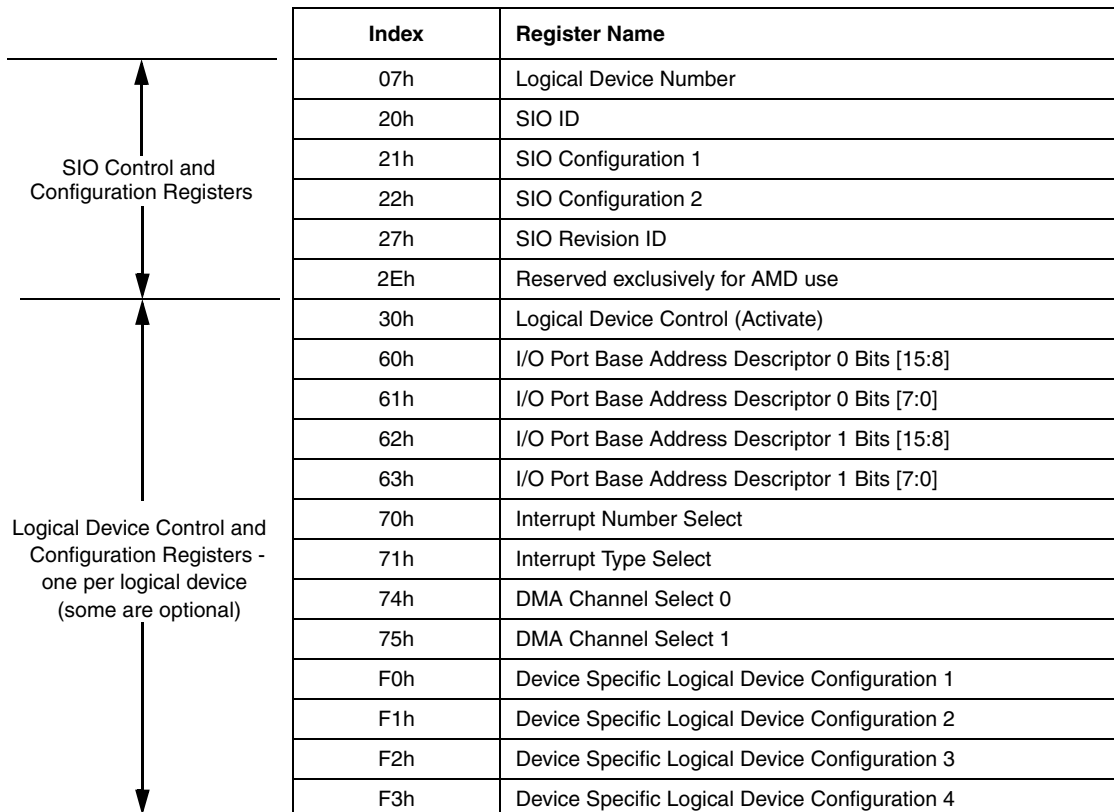 Index Register Name
07h Logical Device Number
20h SIO ID
21h SIO Configuration 1
22h SIO Configuration 2
27h SIO Revision ID
2Eh Reserved exclusively for AMD use
SIO Control and
Configuration Registers
30h Logical Device Control (Activate)
60h I/O Port Base Address Descriptor 0 Bits [15:8]
61h I/O Port Base Address Descriptor 0 Bits [7:0]
62h I/O Port Base Address Descriptor 1 Bits [15:8]
63h I/O Port Base Address Descriptor 1 Bits [7:0]
70h Interrupt Number Select
71h Interrupt Type Select
74h DMA Channel Select 0
75h DMA Channel Select 1
F0h Device Specific Logical Device Configuration 1
F1h Device Specific Logical Device Configuration 2
F2h Device Specific Logical Device Configuration 3
F3h Device Specific Logical Device Configuration 4
Logical Device Control and
Configuration Registers -
one per logical device
(some are optional)